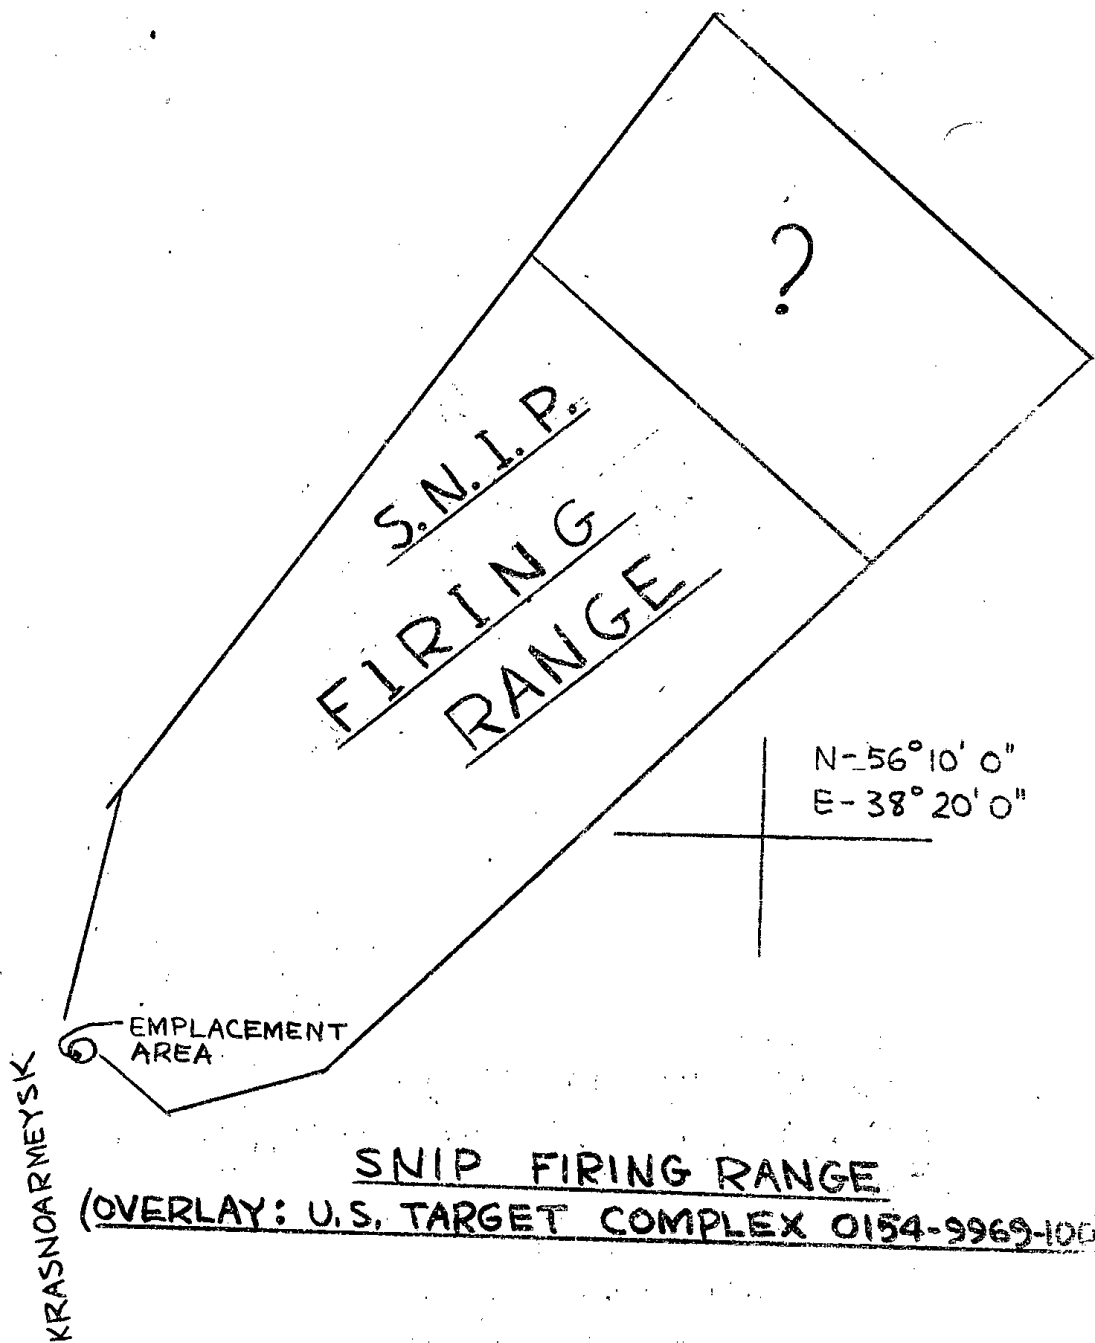 ?
S.N.I.P.
FIRING
RANGE
N-56°10'0"
E-38°20'0"
EMPLACEMENT
AREA
KRASNOARMEYSK
SNIP FIRING RANGE
(OVERLAY: U.S. TARGET COMPLEX 0154-9969-100